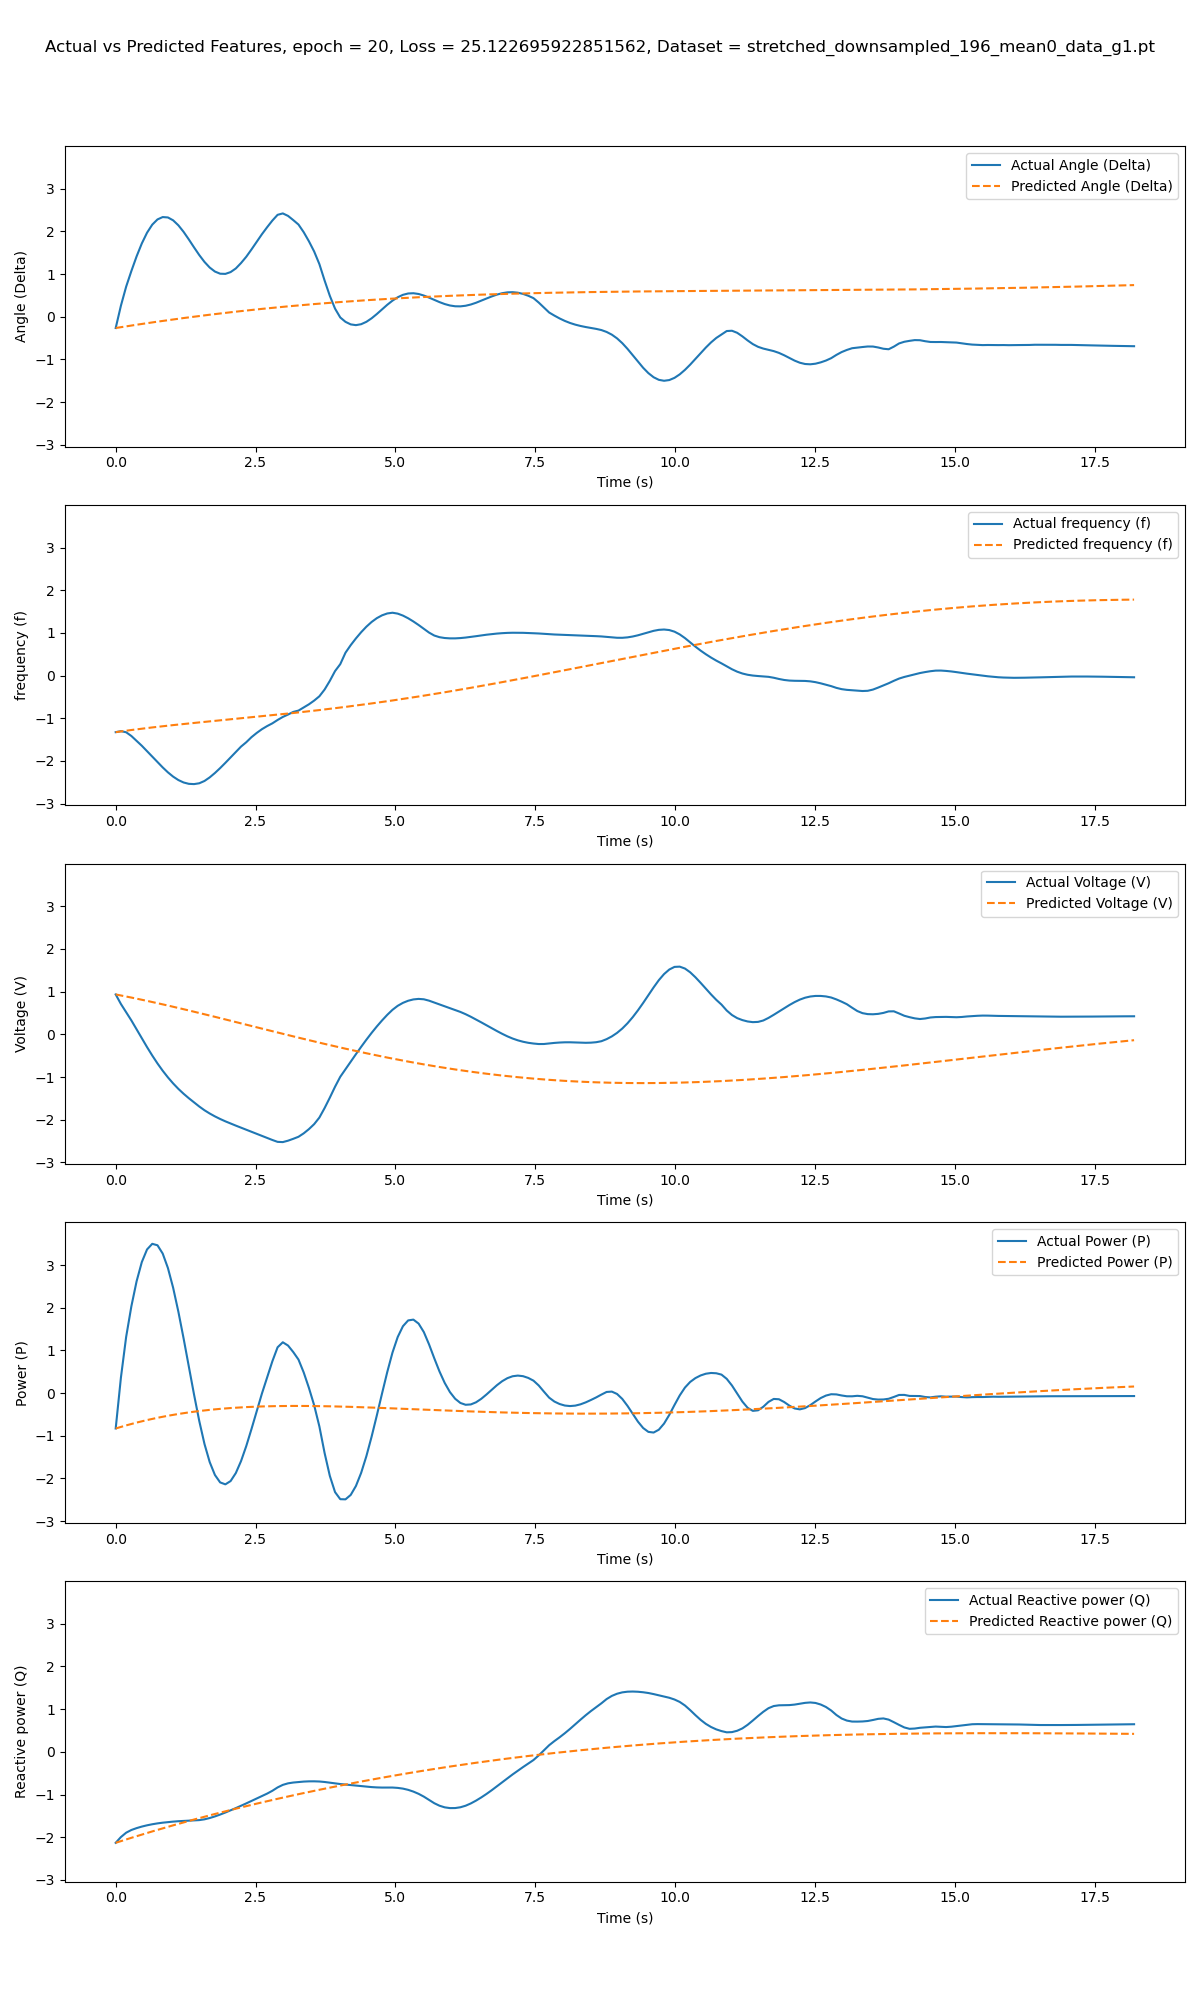 Actual vs Predicted Features, epoch = 20, Loss = 25.122695922851562, Dataset = stretched_downsampled_196_mean0_data_g1.pt
Actual Angle (Delta)
Predicted Angle (Delta)
Angle (Delta)
3
2
1
0
−1
−2
−3
0.0 2.5 5.0 7.5 10.0 12.5 15.0 17.5
Time (s)
Actual frequency (f)
Predicted frequency (f)
frequency (f)
3
2
1
0
−1
−2
−3
0.0 2.5 5.0 7.5 10.0 12.5 15.0 17.5
Time (s)
Actual Voltage (V)
Predicted Voltage (V)
Voltage (V)
3
2
1
0
−1
−2
−3
0.0 2.5 5.0 7.5 10.0 12.5 15.0 17.5
Time (s)
Actual Power (P)
Predicted Power (P)
Power (P)
3
2
1
0
−1
−2
−3
0.0 2.5 5.0 7.5 10.0 12.5 15.0 17.5
Time (s)
Actual Reactive power (Q)
Predicted Reactive power (Q)
Reactive power (Q)
3
2
1
0
−1
−2
−3
0.0 2.5 5.0 7.5 10.0 12.5 15.0 17.5
Time (s)